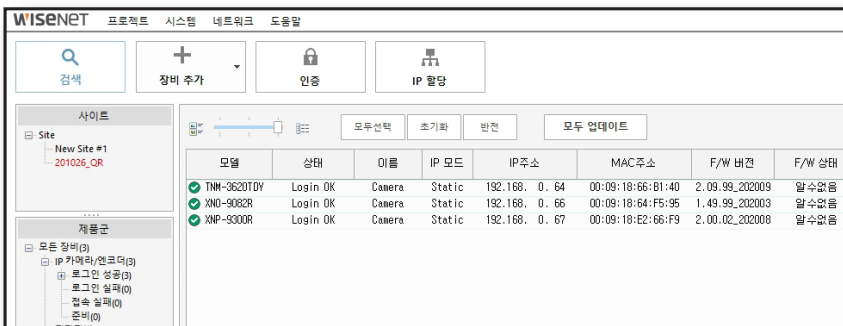 WISENET 프로젝트 시스템 네트워크 도움말
검색 장비 추가 인증 IP 할당
사이트
Site
New Site #1
201026_QR
모두선택 초기화 반전 모두 업데이트
모델 상태 이름 IP 모드 IP주소 MAC주소 F/W 버전 F/W 상태
TNM-3620TDY Login OK Camera Static 192.168. 0. 64 00:09:18:66:B1:40 2.09.99_202009 알수없음
XNO-9082R Login OK Camera Static 192.168. 0. 66 00:09:18:64:F5:95 1.49.99_202003 알수없음
XNP-9300R Login OK Camera Static 192.168. 0. 67 00:09:18:E2:66:F9 2.00.02_202008 알수없음
제품군
모든 장비(3)
IP 카메라/엔코더(3)
로그인 성공(3)
로그인 실패(0)
접속 실패(0)
준비(0)